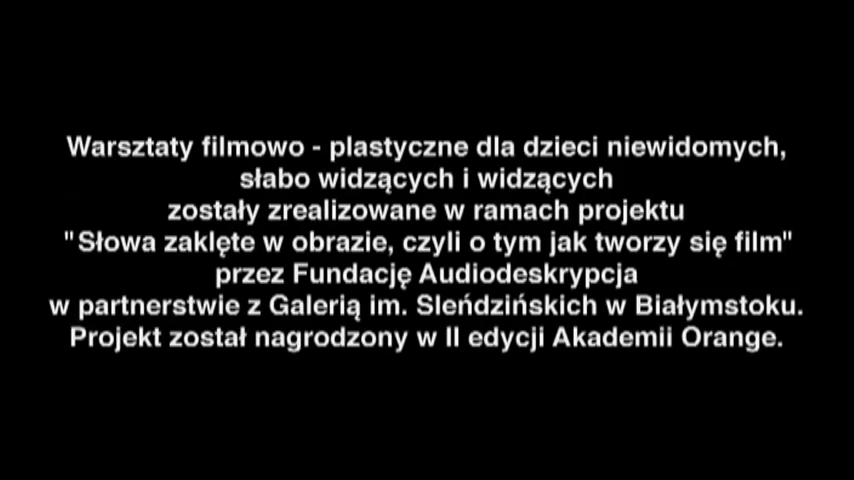 Warsztaty filmowo - plastyczne dla dzieci niewidomych,
słabo widzących i widzących
zostały zrealizowane w ramach projektu
"Słowa zaklęte w obrazie, czyli o tym jak tworzy się film"
przez Fundację Audiodeskrypcja
w partnerstwie z Galerią im. Sleńdzińskich w Białymstoku.
Projekt został nagrodzony w II edycji Akademii Orange.